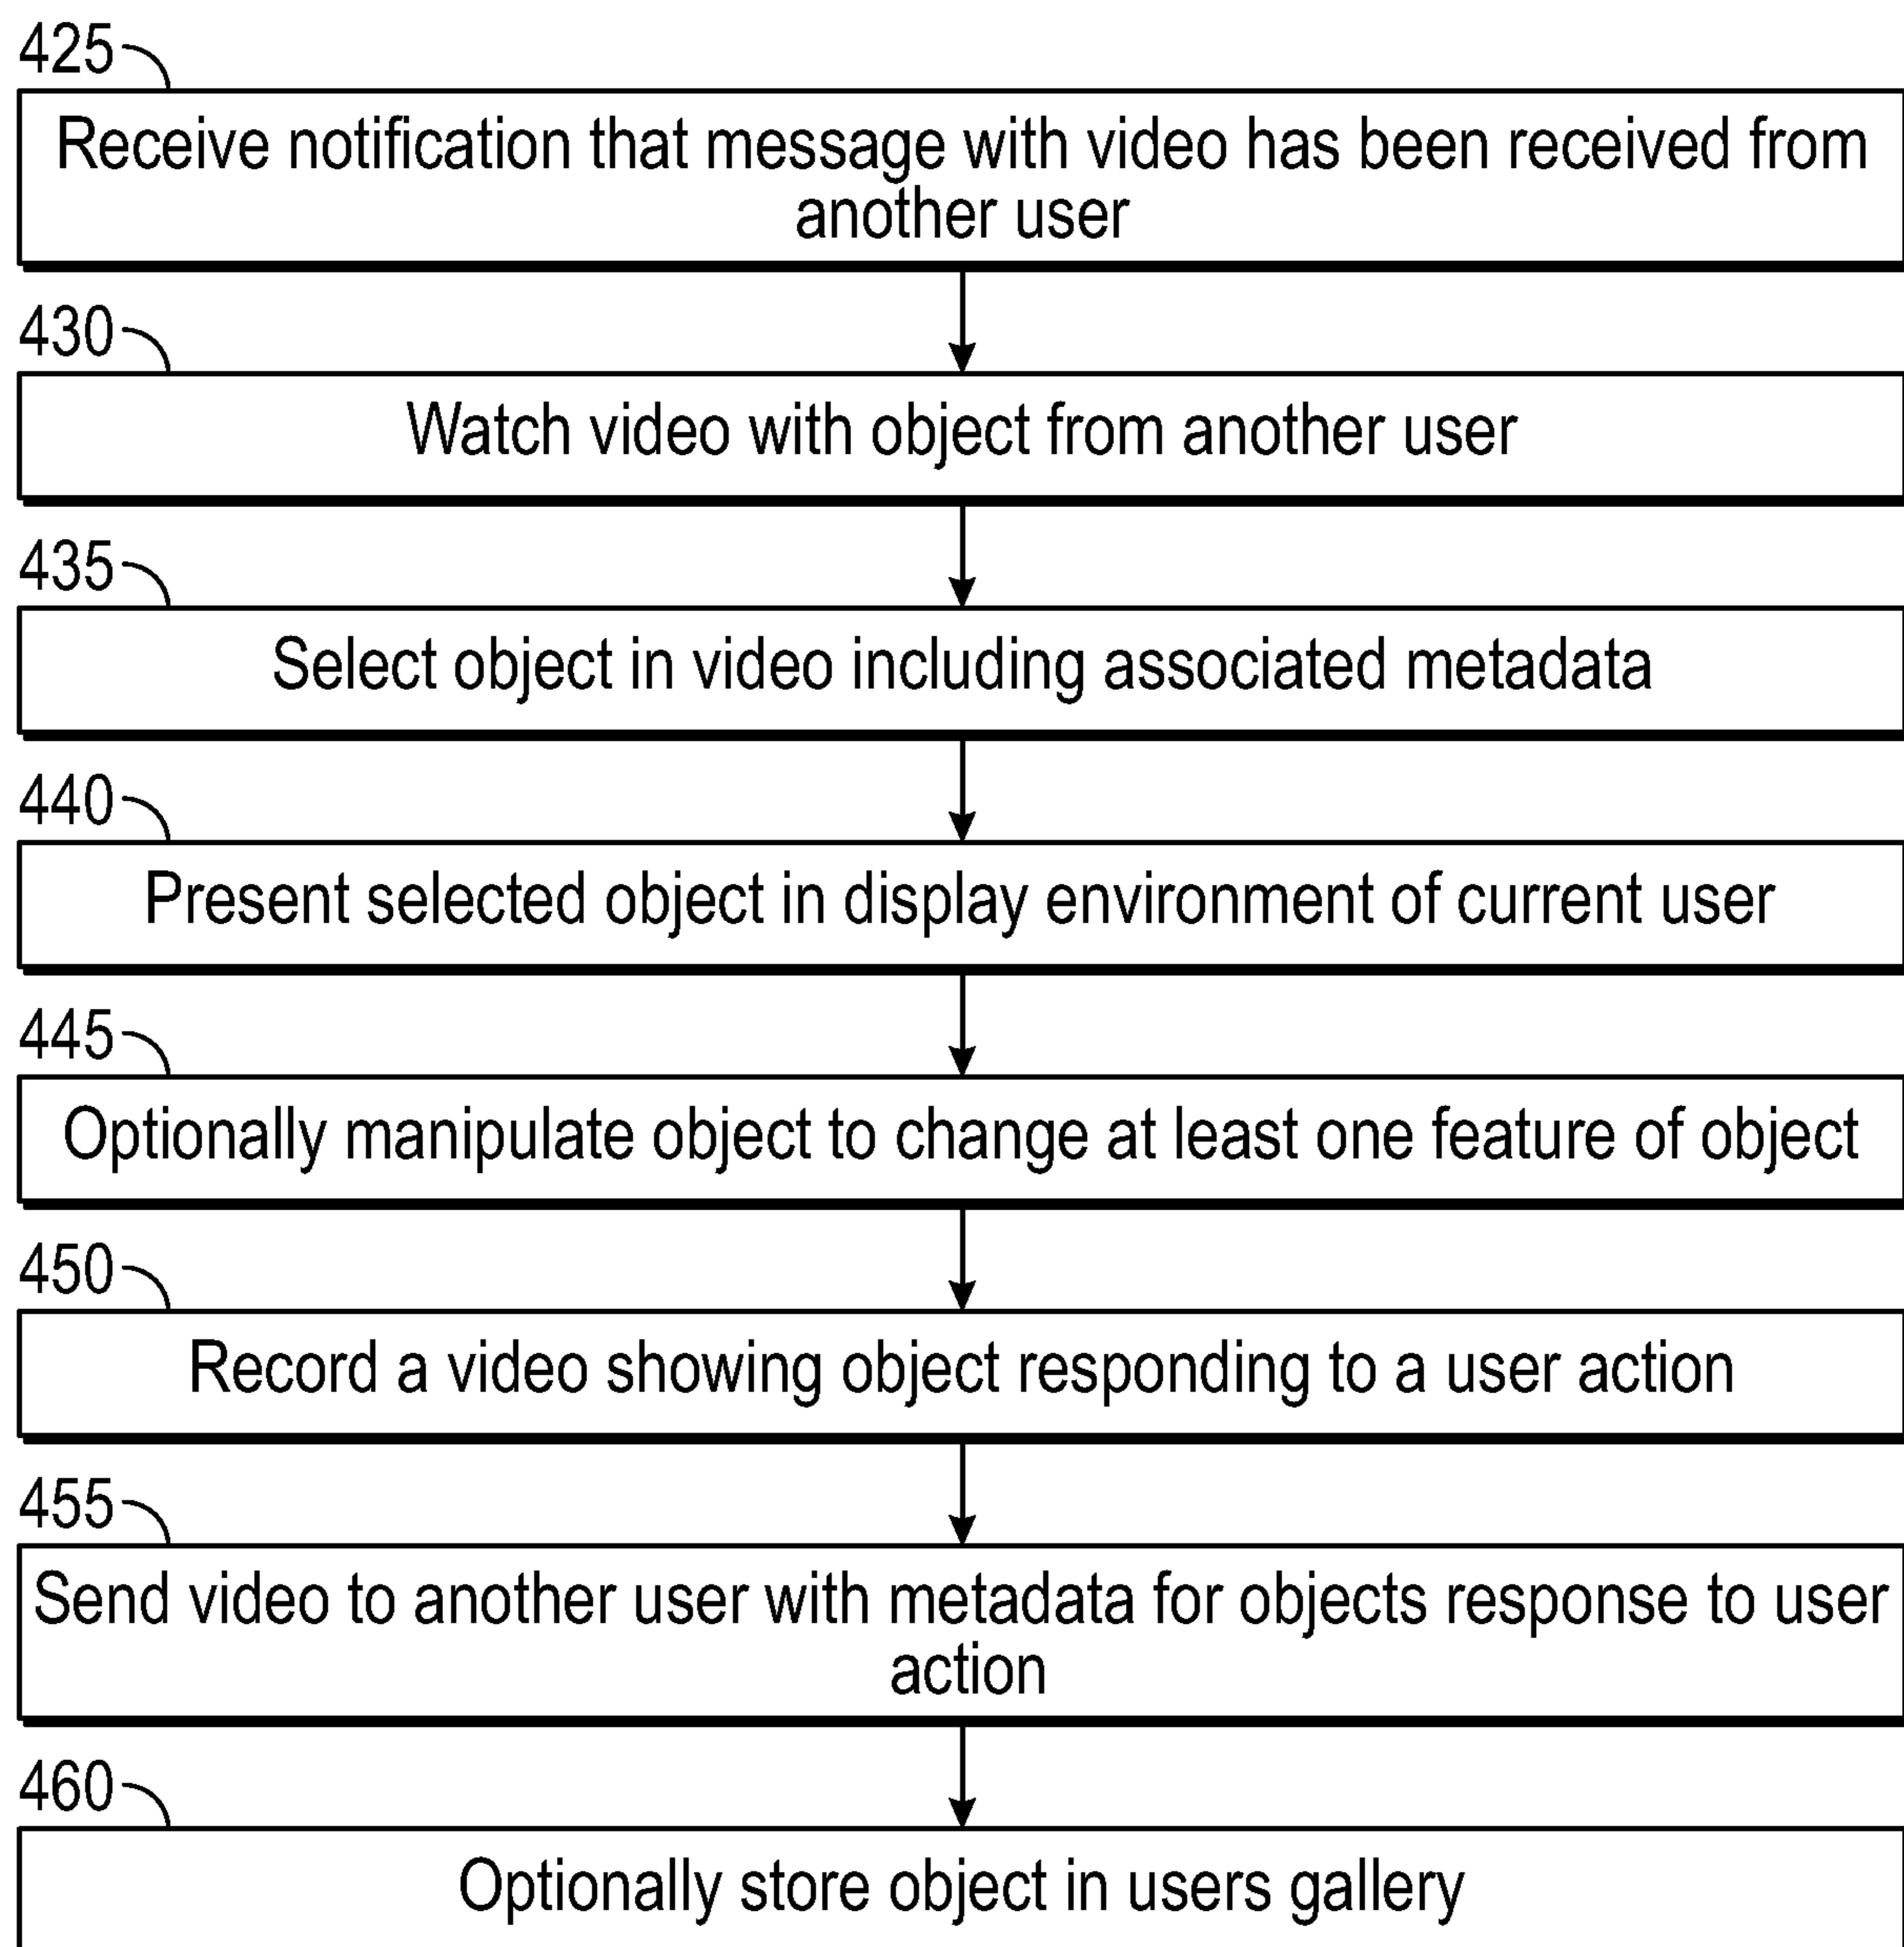 425
Receive notification that message with video has been received from
another user
430
Watch video with object from another user
435
Select object in video including associated metadata
440
Present selected object in display environment of current user
445
Optionally manipulate object to change at least one feature of object
450
Record a video showing object responding to a user action
455
Send video to another user with metadata for objects response to user
action
460
Optionally store object in users gallery